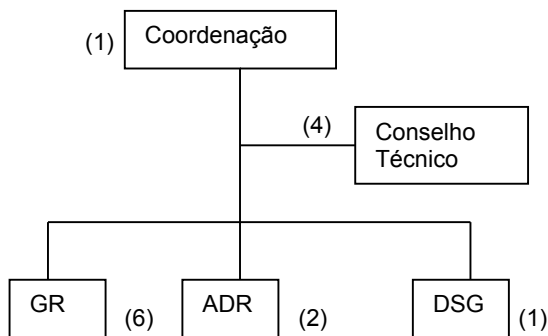 (1)
Coordenação
(4)
Conselho
Técnico
GR
(6)
ADR
(2)
DSG
(1)